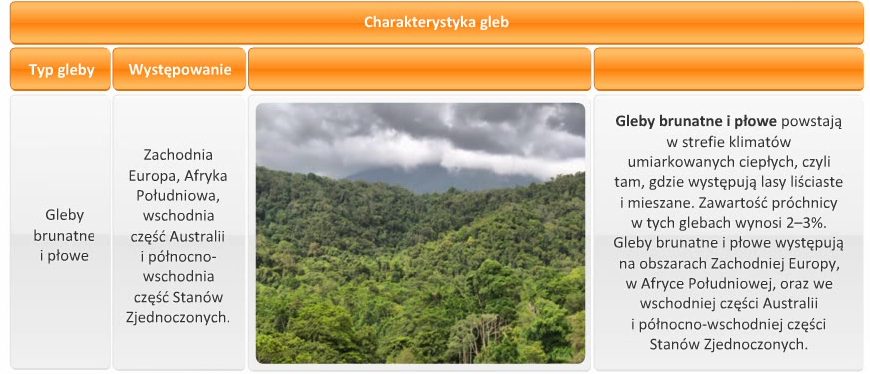 Charakterystyka gleb
Typ gleby
Występowanie
Gleby
brunatne
i płowe
Zachodnia
Europa, Afryka
Południowa,
wschodnia
część Australii
i północno-
wschodnia
część Stanów
Zjednoczonych.
Gleby brunatne i płowe powstają
w strefie klimatów
umiarkowanych ciepłych, czyli
tam, gdzie występują lasy liściaste
i mieszane. Zawartość próchnicy
w tych glebach wynosi 2–3%.
Gleby brunatne i płowe występują
na obszarach Zachodniej Europy,
w Afryce Południowej, oraz we
wschodniej części Australii
i północno-wschodniej części
Stanów Zjednoczonych.